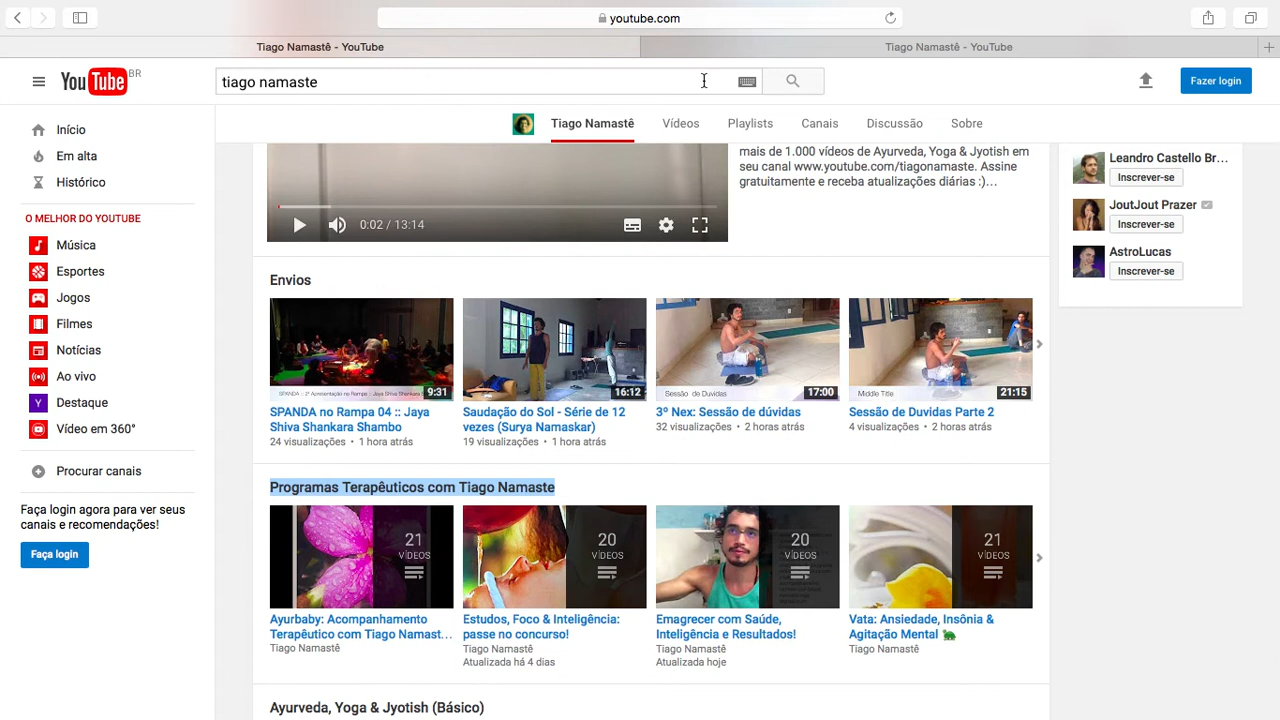 youtube.com
Tiago Namastê - YouTube
Tiago Namastê - YouTube
YouTube BR
tiago namaste
Fazer login
Início
Em alta
Histórico
O MELHOR DO YOUTUBE
Música
Esportes
Jogos
Filmes
Notícias
Ao vivo
Destaque
Vídeo em 360°
Procurar canais
Faça login agora para ver seus
canais e recomendações!
Faça login
Tiago Namastê
Vídeos
Playlists
Canais
Discussão
Sobre
mais de 1.000 vídeos de Ayurveda, Yoga & Jyotish em
seu canal www.youtube.com/tiagonamaste. Assine
gratuitamente e receba atualizações diárias :)...
0:02 / 13:14
Envios
9:31
SPANDA no Rampa 04 :: Jaya
Shiva Shankara Shambo
24 visualizações • 1 hora atrás
16:12
Saudação do Sol - Série de 12
vezes (Surya Namaskar)
19 visualizações • 1 hora atrás
Sessão de Duvidas
17:00
3º Nex: Sessão de dúvidas
32 visualizações • 2 horas atrás
Middle Title
21:15
Sessão de Duvidas Parte 2
4 visualizações • 2 horas atrás
Programas Terapêuticos com Tiago Namaste
21
VÍDEOS
Ayurbaby: Acompanhamento
Terapêutico com Tiago Namast...
Tiago Namastê
20
VÍDEOS
Estudos, Foco & Inteligência:
passe no concurso!
Tiago Namastê
Atualizada há 4 dias
20
VÍDEOS
Emagrecer com Saúde,
Inteligência e Resultados!
Tiago Namastê
Atualizada hoje
21
VÍDEOS
Vata: Ansiedade, Insônia &
Agitação Mental 🐢
Tiago Namastê
Ayurveda, Yoga & Jyotish (Básico)
Leandro Castello Br...
Inscrever-se
JoutJout Prazer
Inscrever-se
AstroLucas
Inscrever-se